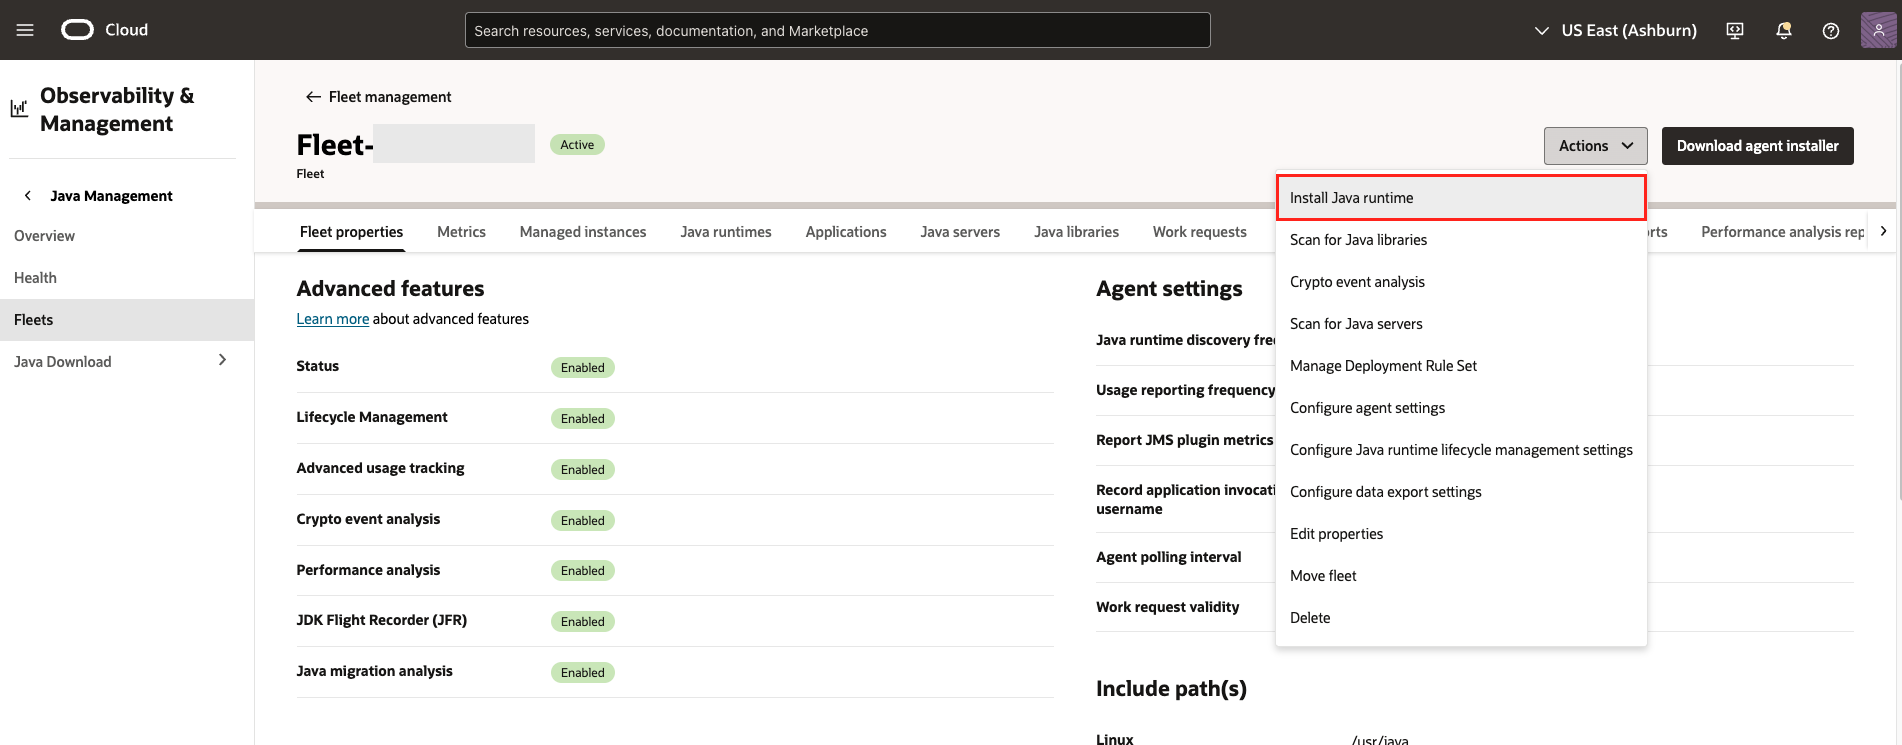 Cloud
Search resources, services, documentation, and Marketplace
US East (Ashburn)
Observability &
Management
Java Management
Overview
Health
Fleets
Java Download
Fleet management
Fleet-
Active
Fleet
Actions
Download agent installer
Install Java runtime
Scan for Java libraries
Crypto event analysis
Scan for Java servers
Manage Deployment Rule Set
Configure agent settings
Configure Java runtime lifecycle management settings
Configure data export settings
Edit properties
Move fleet
Delete
Fleet properties Metrics Managed instances Java runtimes Applications Java servers Java libraries Work requests rts Performance analysis rep
Advanced features
Learn more about advanced features
Status Enabled
Lifecycle Management Enabled
Advanced usage tracking Enabled
Crypto event analysis Enabled
Performance analysis Enabled
JDK Flight Recorder (JFR) Enabled
Java migration analysis Enabled
Agent settings
Java runtime discovery fre
Usage reporting frequency
Report JMS plugin metrics
Record application invocati
username
Agent polling interval
Work request validity
Include path(s)
Linux /usr/java